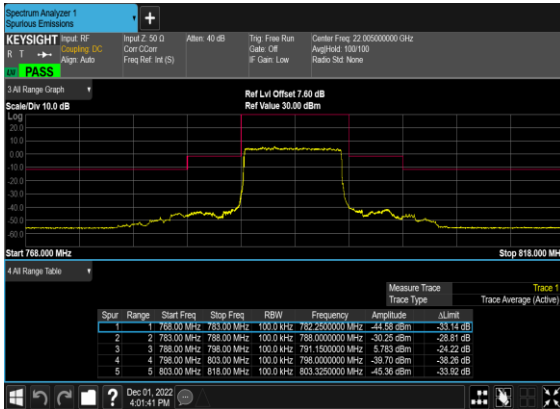 Spectrum Analyzer 1
Spurious Emissions
KEYSIGHT
R T
LXI PASS
Input: RF
Coupling: DC
Align: Auto
Input Z: 50 Ω
Corr CCorr
Freq Ref: Int (S)
Atten: 40 dB
Trig: Free Run
Gate: Off
IF Gain: Low
Center Freq: 22.005000000 GHz
Avg|Hold: 100/100
Radio Std: None
3 All Range Graph
Scale/Div 10.0 dB
Ref Lvl Offset 7.60 dB
Ref Value 30.00 dBm
Log
20.0
10.0
0.00
-10.0
-20.0
-30.0
-40.0
-50.0
-60.0
Start 768.000 MHz
Stop 818.000 MH
4 All Range Table
Measure Trace Trace 1
Trace Type Trace Average (Active)
Spur Range Start Freq Stop Freq RBW Frequency Amplitude ΔLimit
1 1 768.00 MHz 783.00 MHz 100.0 kHz 782.2500000 MHz -44.58 dBm -33.14 dB
2 2 783.00 MHz 788.00 MHz 100.0 kHz 788.0000000 MHz -30.25 dBm -28.81 dB
3 3 788.00 MHz 798.00 MHz 100.0 kHz 791.1500000 MHz 5.783 dBm -24.22 dB
4 4 798.00 MHz 803.00 MHz 100.0 kHz 798.0000000 MHz -39.70 dBm -38.26 dB
5 5 803.00 MHz 818.00 MHz 100.0 kHz 803.3250000 MHz -45.36 dBm -33.92 dB
Dec 01, 2022
4:01:41 PM